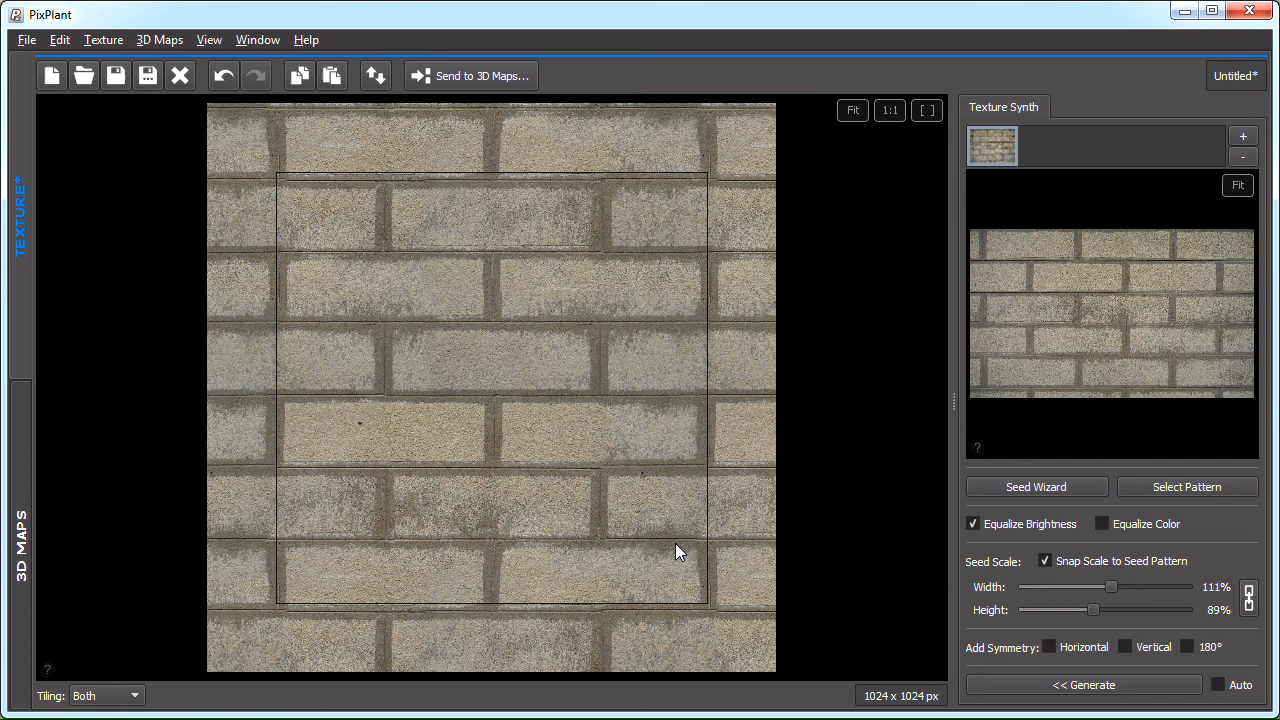 PixPlant
File Edit Texture 3D Maps View Window Help
Send to 3D Maps... Untitled*
Fit 1:1 [ ] Texture Synth
+
-
Fit
TEXTURE*
3D MAPS
?
Seed Wizard Select Pattern
Equalize Brightness Equalize Color
Seed Scale: Snap Scale to Seed Pattern
Width: 111%
Height: 89%
Add Symmetry: Horizontal Vertical 180°
<< Generate Auto
?
Tiling: Both 1024 x 1024 px